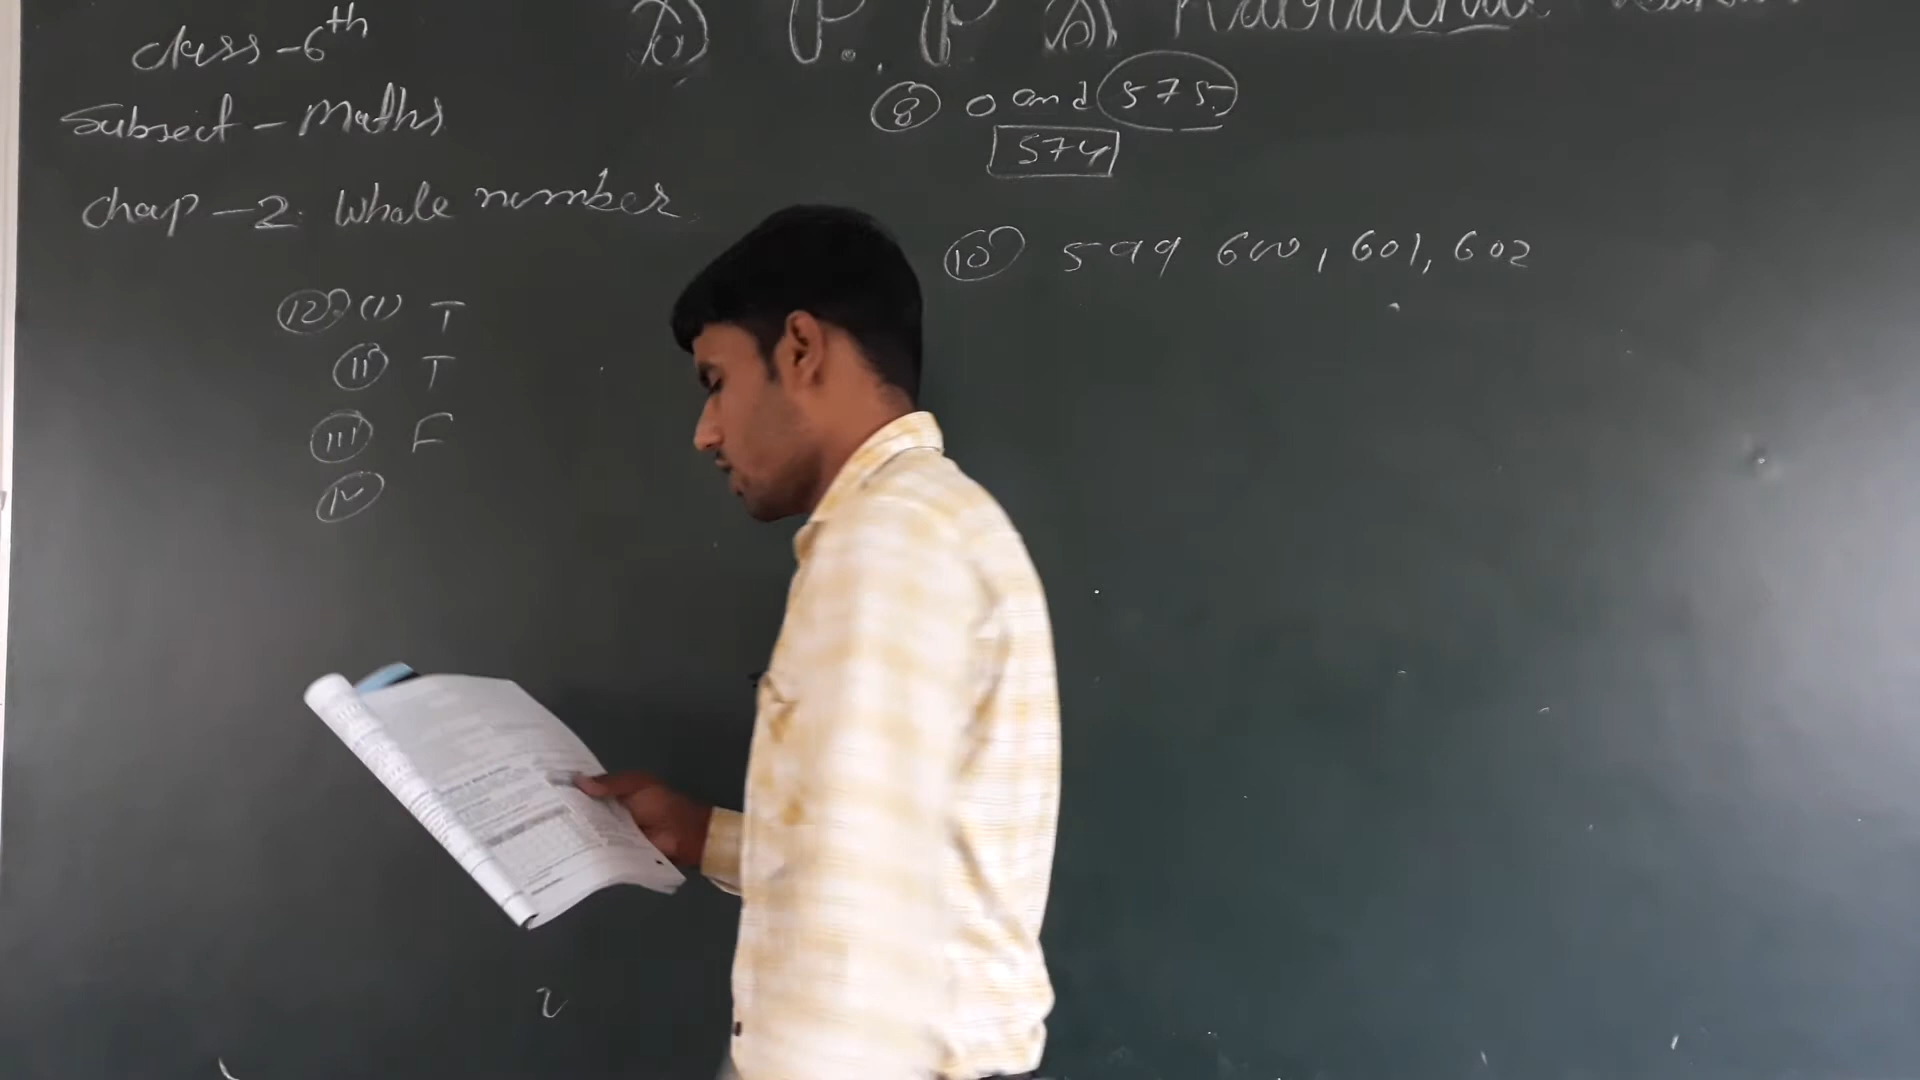 Class - 6th
Subject - Maths
Chap - 2. Whole number
12 (i) T
ii T
iii F
iv
8 0 and 575
574
10 599 600, 601, 602